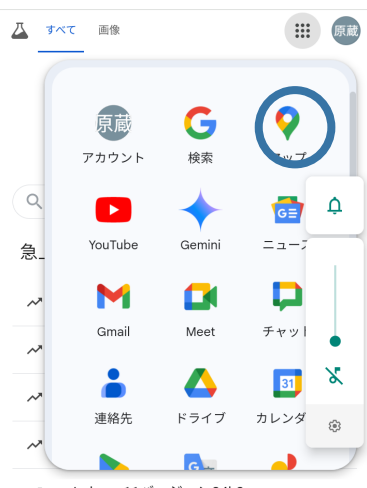 すべて 画像
原蔵
原蔵
アカウント 検索 マップ
YouTube Gemini ニュース
Gmail Meet チャット
31
連絡先 ドライブ カレンダ
急上